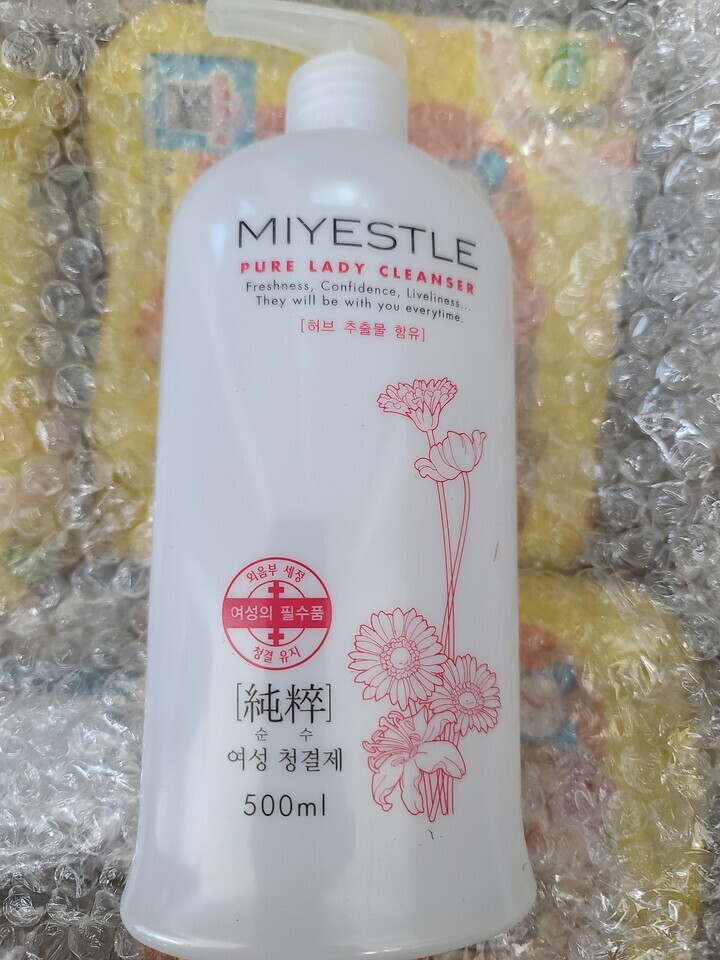 MIYESTLE
PURE LADY CLEANSER
Freshness, Confidence, Liveliness...
They will be with you everytime.
[허브 추출물 함유]
외음부 세정
여성의 필수품
청결 유지
[純粹]
순 수
여성 청결제
500ml